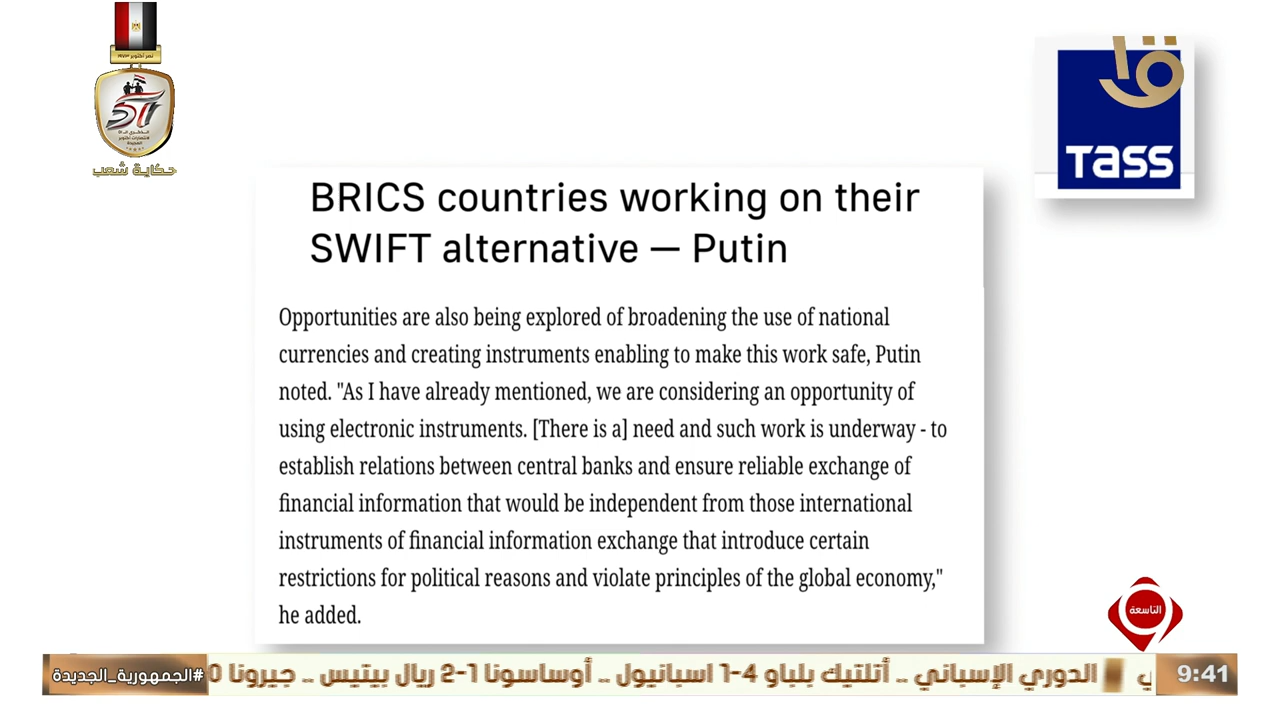 نصر أكتوبر ١٩٧٣
حكاية شعب
TASS
BRICS countries working on their
SWIFT alternative — Putin
Opportunities are also being explored of broadening the use of national
currencies and creating instruments enabling to make this work safe, Putin
noted. "As I have already mentioned, we are considering an opportunity of
using electronic instruments. [There is a] need and such work is underway - to
establish relations between central banks and ensure reliable exchange of
financial information that would be independent from those international
instruments of financial information exchange that introduce certain
restrictions for political reasons and violate principles of the global economy,"
he added.
التاسعة
9:41
الدوري الإسباني .. أتلتيك بلباو 4-1 اسبانيول .. أوساسونا 1-2 ريال بيتيس .. جيرونا 0
#الجمهورية_الجديدة